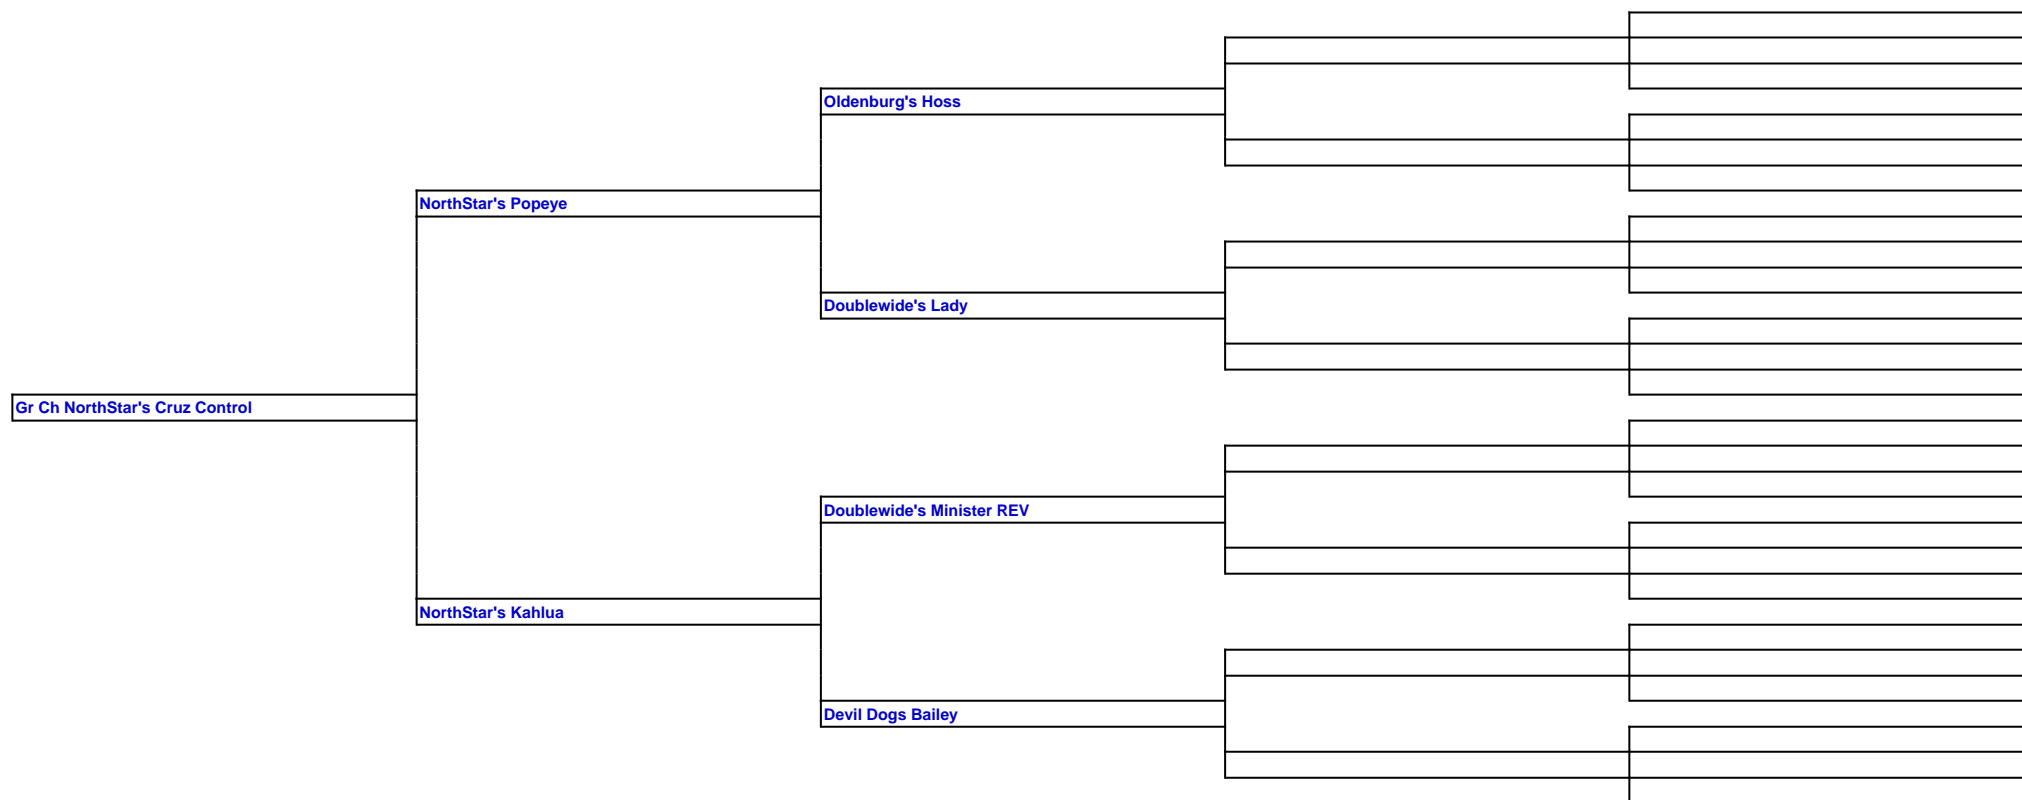 Oldenburg's Hoss
NorthStar's Popeye
Doublewide's Lady
Gr Ch NorthStar's Cruz Control
Doublewide's Minister REV
NorthStar's Kahlua
Devil Dogs Bailey